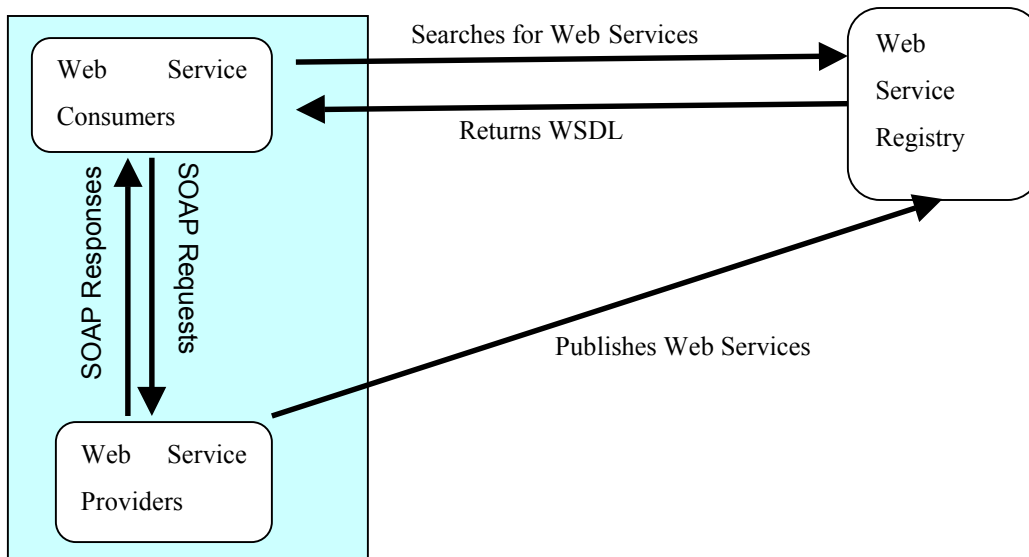 Searches for Web Services
Web Service
Consumers
Web
Service
Registry
Returns WSDL
SOAP Responses
SOAP Requests
Publishes Web Services
Web Service
Providers